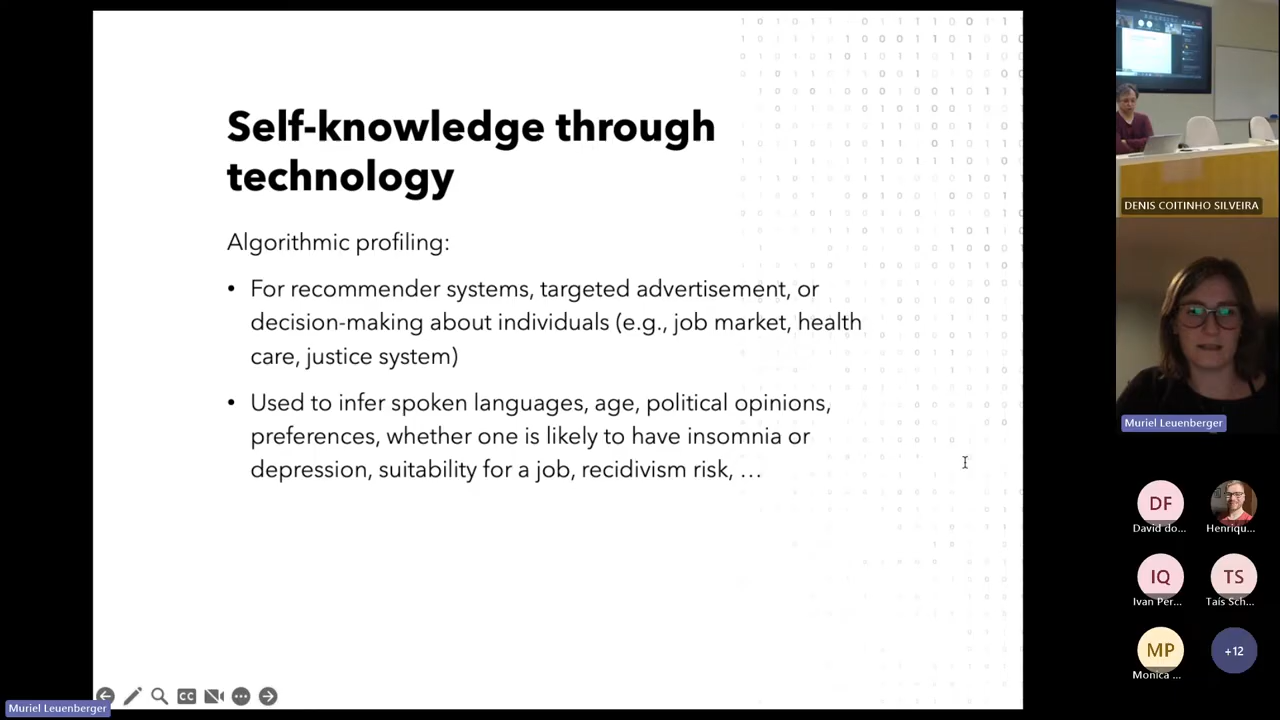 Self-knowledge through
technology
Algorithmic profiling:
• For recommender systems, targeted advertisement, or
decision-making about individuals (e.g., job market, health
care, justice system)
• Used to infer spoken languages, age, political opinions,
preferences, whether one is likely to have insomnia or
depression, suitability for a job, recidivism risk, …
CC
Muriel Leuenberger
DENIS COITINHO SILVEIRA
Muriel Leuenberger
DF
David do...
Henriqu...
IQ
Ivan Per...
TS
Taís Sch...
MP
Monica ...
+12